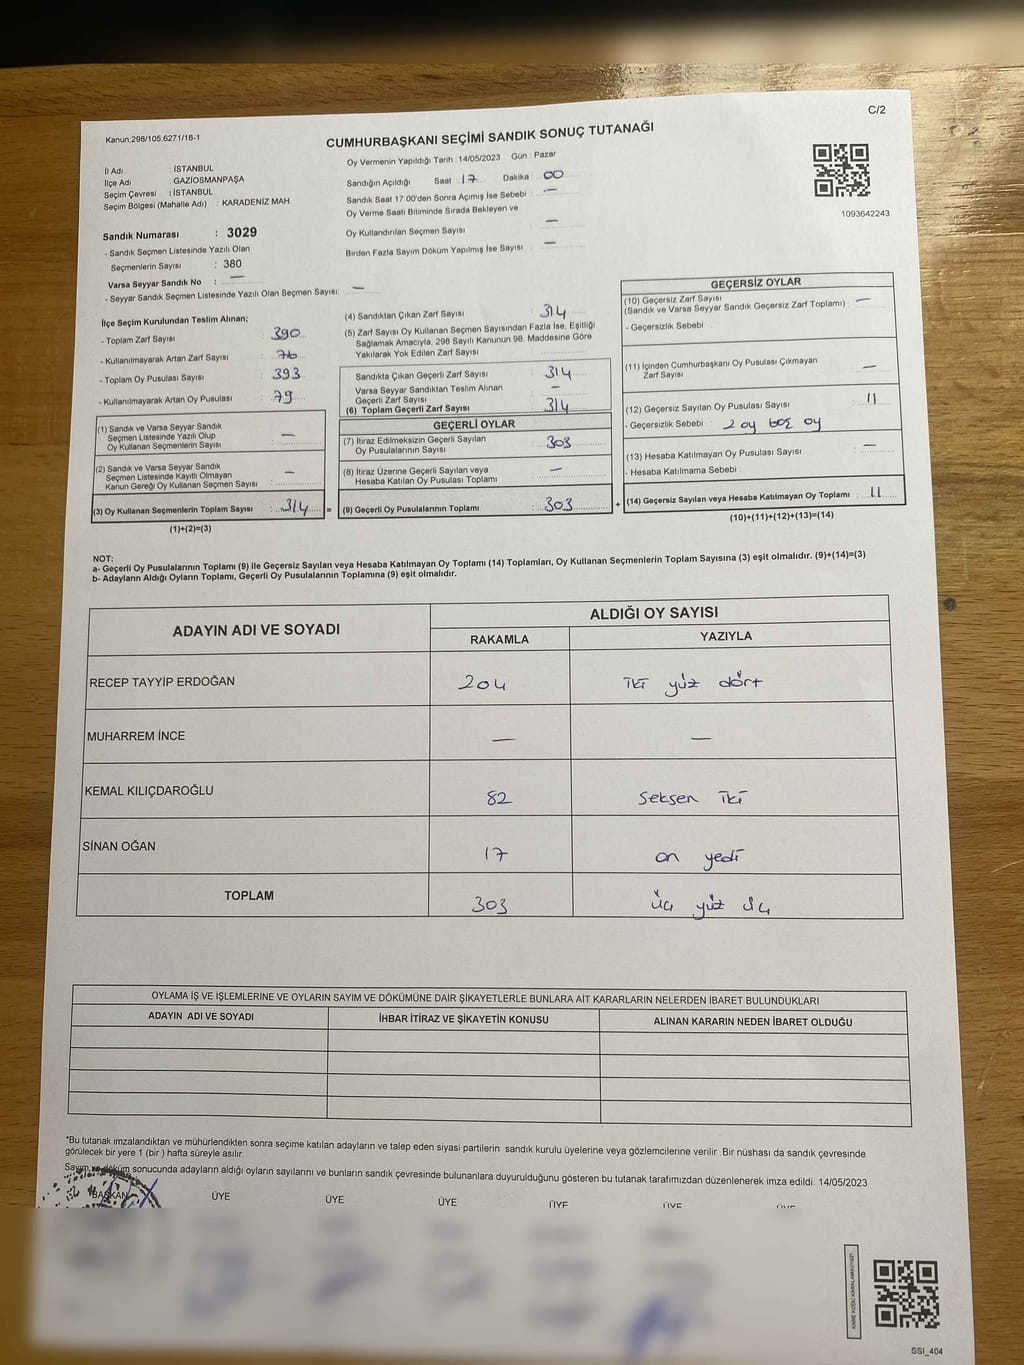 C/2
Kanun.298/105,6271/18-1
CUMHURBAŞKANI SEÇİMİ SANDIK SONUÇ TUTANAĞI
İl Adı : İSTANBUL
İlçe Adı : GAZİOSMANPAŞA
Seçim Çevresi : İSTANBUL
Seçim Bölgesi (Mahalle Adı) : KARADENİZ MAH.
Sandık Numarası : 3029
- Sandık Seçmen Listesinde Yazılı Olan
Seçmenlerin Sayısı : 380
Varsa Seyyar Sandık No : —
- Seyyar Sandık Seçmen Listesinde Yazılı Olan Seçmen Sayısı: —
Oy Vermenin Yapıldığı Tarih :14/05/2023 Gün : Pazar
Sandığın Açıldığı Saat 17 Dakika : 00
Sandık Saat 17:00'den Sonra Açılmış İse Sebebi : —
Oy Verme Saati Bitiminde Sırada Bekleyen ve
Oy Kullandırılan Seçmen Sayısı : —
Birden Fazla Sayım Döküm Yapılmış İse Sayısı : —
1093642243
İlçe Seçim Kurulundan Teslim Alınan;
- Toplam Zarf Sayısı : 390
- Kullanılmayarak Artan Zarf Sayısı : 76
- Toplam Oy Pusulası Sayısı : 393
- Kullanılmayarak Artan Oy Pusulası : 79
(1) Sandık ve Varsa Seyyar Sandık
Seçmen Listesinde Yazılı Olup
Oy Kullanan Seçmenlerin Sayısı : —
(2) Sandık ve Varsa Seyyar Sandık
Seçmen Listesinde Kayıtlı Olmayan
Kanun Gereği Oy Kullanan Seçmen Sayısı : —
(3) Oy Kullanan Seçmenlerin Toplam Sayısı : 314 =
(1)+(2)=(3)
(4) Sandıktan Çıkan Zarf Sayısı : 314
(5) Zarf Sayısı Oy Kullanan Seçmen Sayısından Fazla İse, Eşitliği
Sağlamak Amacıyla, 298 Sayılı Kanunun 98. Maddesine Göre
Yakılarak Yok Edilen Zarf Sayısı :
Sandıkta Çıkan Geçerli Zarf Sayısı : 314
Varsa Seyyar Sandıktan Teslim Alınan
Geçerli Zarf Sayısı : —
(6) Toplam Geçerli Zarf Sayısı : 314
GEÇERLİ OYLAR
(7) İtiraz Edilmeksizin Geçerli Sayılan
Oy Pusulalarının Sayısı : 303
(8) İtiraz Üzerine Geçerli Sayılan veya
Hesaba Katılan Oy Pusulası Toplamı : —
(9) Geçerli Oy Pusulalarının Toplamı : 303 +
GEÇERSİZ OYLAR
(10) Geçersiz Zarf Sayısı : —
(Sandık ve Varsa Seyyar Sandık Geçersiz Zarf Toplamı)
- Geçersizlik Sebebi
(11) İçinden Cumhurbaşkanı Oy Pusulası Çıkmayan
Zarf Sayısı : —
(12) Geçersiz Sayılan Oy Pusulası Sayısı : 11
- Geçersizlik Sebebi : 2 oy boş oy
(13) Hesaba Katılmayan Oy Pusulası Sayısı : —
- Hesaba Katılmama Sebebi :
(14) Geçersiz Sayılan veya Hesaba Katılmayan Oy Toplamı : 11
(10)+(11)+(12)+(13)=(14)
NOT:
a- Geçerli Oy Pusulalarının Toplamı (9) ile Geçersiz Sayılan veya Hesaba Katılmayan Oy Toplamı (14) Toplamları, Oy Kullanan Seçmenlerin Toplam Sayısına (3) eşit olmalıdır. (9)+(14)=(3)
b- Adayların Aldığı Oyların Toplamı, Geçerli Oy Pusulalarının Toplamına (9) eşit olmalıdır.
ADAYIN ADI VE SOYADI ALDIĞI OY SAYISI
RAKAMLA YAZIYLA
RECEP TAYYİP ERDOĞAN 204 iki yüz dört
MUHARREM İNCE — —
KEMAL KILIÇDAROĞLU 82 seksen iki
SİNAN OĞAN 17 on yedi
TOPLAM 303 üç yüz üç
OYLAMA İŞ VE İŞLEMLERİNE VE OYLARIN SAYIM VE DÖKÜMÜNE DAİR ŞİKAYETLERLE BUNLARA AİT KARARLARIN NELERDEN İBARET BULUNDUKLARI
ADAYIN ADI VE SOYADI İHBAR İTİRAZ VE ŞİKAYETİN KONUSU ALINAN KARARIN NEDEN İBARET OLDUĞU
*Bu tutanak imzalandıktan ve mühürlendikten sonra seçime katılan adayların ve talep eden siyasi partilerin sandık kurulu üyelerine veya gözlemcilerine verilir. Bir nüshası da sandık çevresinde
görülecek bir yere 1 (bir) hafta süreyle asılır.
Sayım ve döküm sonucunda adayların aldığı oyların sayılarını ve bunların sandık çevresinde bulunanlara duyurulduğunu gösteren bu tutanak tarafımızdan düzenlenerek imza edildi. 14/05/2023
BAŞKAN ÜYE ÜYE ÜYE ÜYE ÜYE ÜYE
KARE KODU KARALAMAYINIZ!
SSI_404